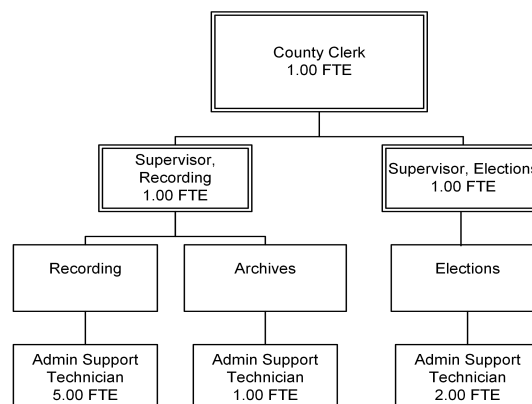 County Clerk
1.00 FTE
Supervisor,
Recording
1.00 FTE
Supervisor, Elections
1.00 FTE
Recording
Archives
Elections
Admin Support
Technician
5.00 FTE
Admin Support
Technician
1.00 FTE
Admin Support
Technician
2.00 FTE